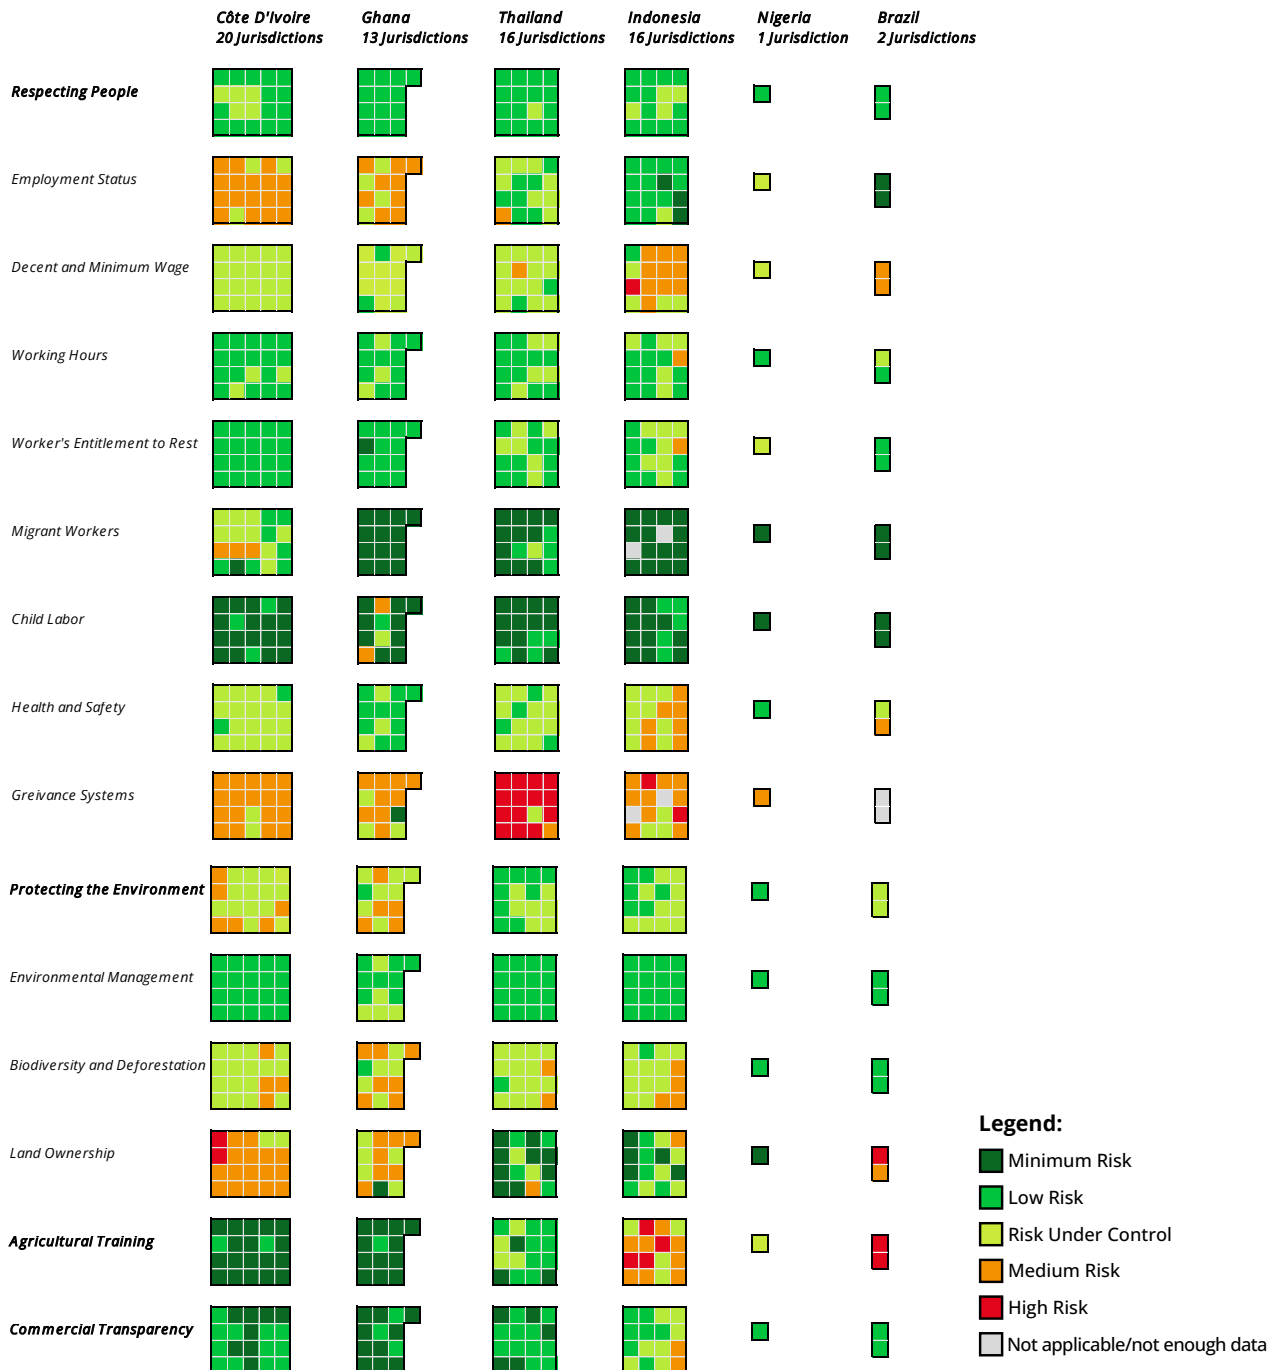 Côte D'Ivoire
20 Jurisdictions
Ghana
13 Jurisdictions
Thailand
16 Jurisdictions
Indonesia
16 Jurisdictions
Nigeria
1 Jurisdiction
Brazil
2 Jurisdictions
Respecting People
Employment Status
Decent and Minimum Wage
Working Hours
Worker's Entitlement to Rest
Migrant Workers
Child Labor
Health and Safety
Greivance Systems
Protecting the Environment
Environmental Management
Biodiversity and Deforestation
Land Ownership
Agricultural Training
Commercial Transparency
Legend:
Minimum Risk
Low Risk
Risk Under Control
Medium Risk
High Risk
Not applicable/not enough data